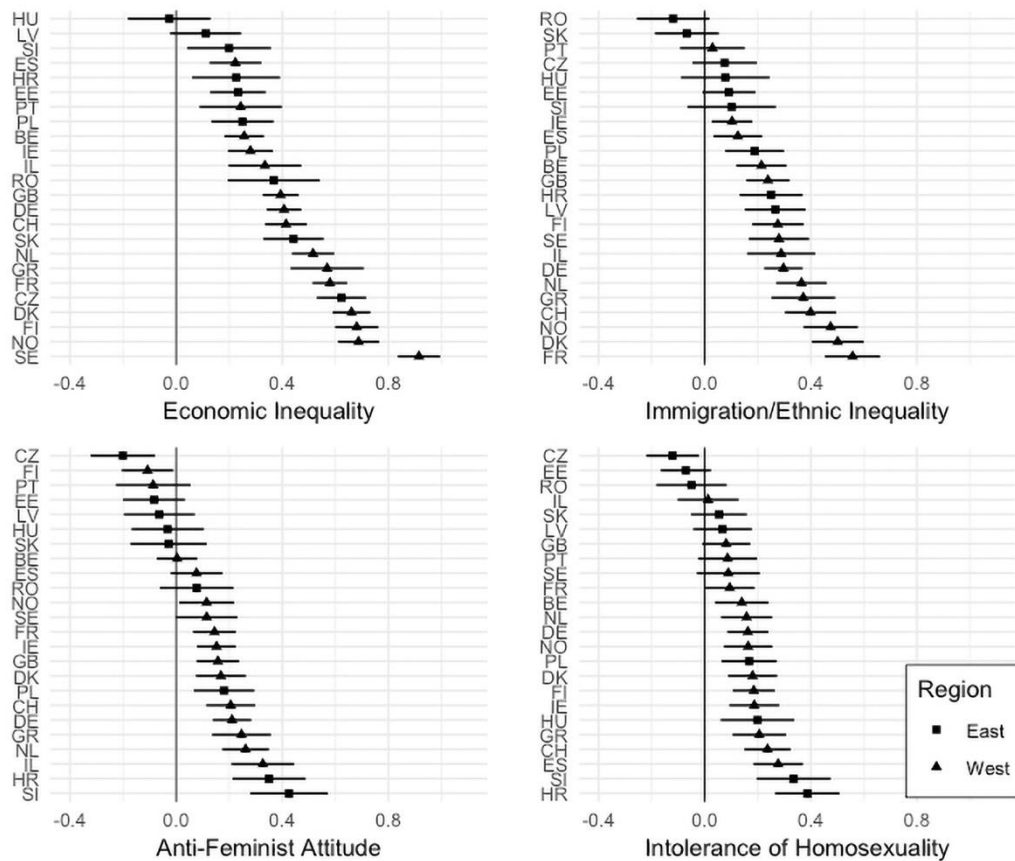 HU
LV
SI
ES
HR
EE
PT
PL
BE
IE
IL
RO
GB
DE
CH
SK
NL
GR
FR
CZ
DK
FI
NO
SE
-0.4 0.0 0.4 0.8
Economic Inequality
RO
SK
PT
CZ
HU
EE
SI
IE
ES
PL
BE
GB
HR
LV
FI
SE
IL
DE
NL
GR
CH
NO
DK
FR
-0.4 0.0 0.4 0.8
Immigration/Ethnic Inequality
CZ
FI
PT
EE
LV
HU
SK
BE
ES
RO
NO
SE
FR
IE
GB
DK
PL
CH
DE
GR
NL
IL
HR
SI
-0.4 0.0 0.4 0.8
Anti-Feminist Attitude
CZ
EE
RO
IL
SK
LV
GB
PT
SE
FR
BE
NL
DE
NO
PL
DK
FI
IE
HU
GR
CH
ES
SI
HR
-0.4 0.0 0.4 0.8
Intolerance of Homosexuality
Region
East
West